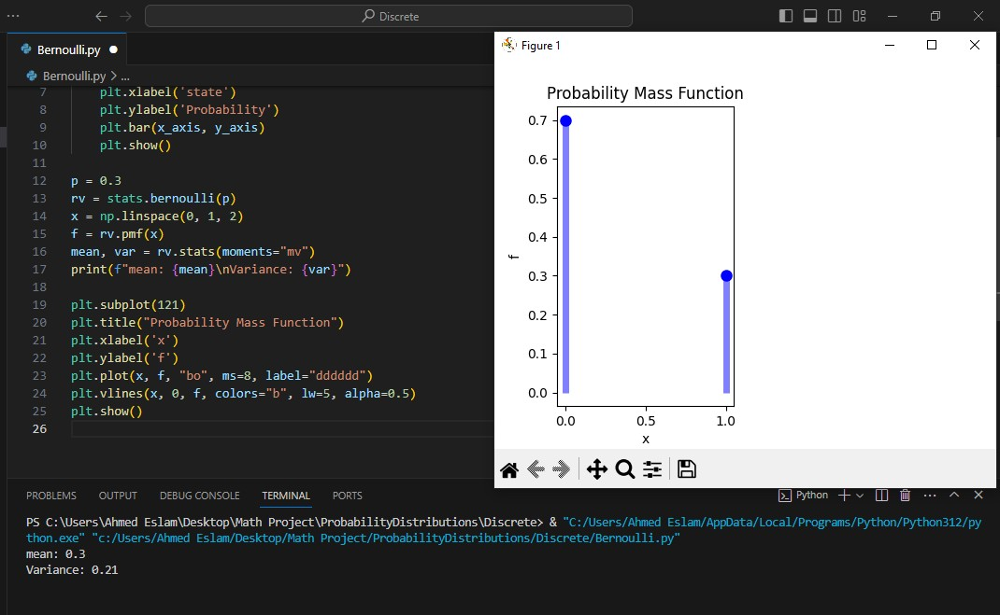 Discrete
Bernoulli.py
Bernoulli.py > ...
7 plt.xlabel('state')
8 plt.ylabel('Probability')
9 plt.bar(x_axis, y_axis)
10 plt.show()
11
12 p = 0.3
13 rv = stats.bernoulli(p)
14 x = np.linspace(0, 1, 2)
15 f = rv.pmf(x)
16 mean, var = rv.stats(moments="mv")
17 print(f"mean: {mean}\nVariance: {var}")
18
19 plt.subplot(121)
20 plt.title("Probability Mass Function")
21 plt.xlabel('x')
22 plt.ylabel('f')
23 plt.plot(x, f, "bo", ms=8, label="dddddd")
24 plt.vlines(x, 0, f, colors="b", lw=5, alpha=0.5)
25 plt.show()
26
Figure 1
Probability Mass Function
0.7
0.6
0.5
0.4
0.3
0.2
0.1
0.0
f
0.0 0.5 1.0
x
PROBLEMS OUTPUT DEBUG CONSOLE TERMINAL PORTS Python
PS C:\Users\Ahmed Eslam\Desktop\Math Project\ProbabilityDistributions\Discrete> & "C:/Users/Ahmed Eslam/AppData/Local/Programs/Python/Python312/py
thon.exe" "c:/Users/Ahmed Eslam/Desktop/Math Project/ProbabilityDistributions/Discrete/Bernoulli.py"
mean: 0.3
Variance: 0.21